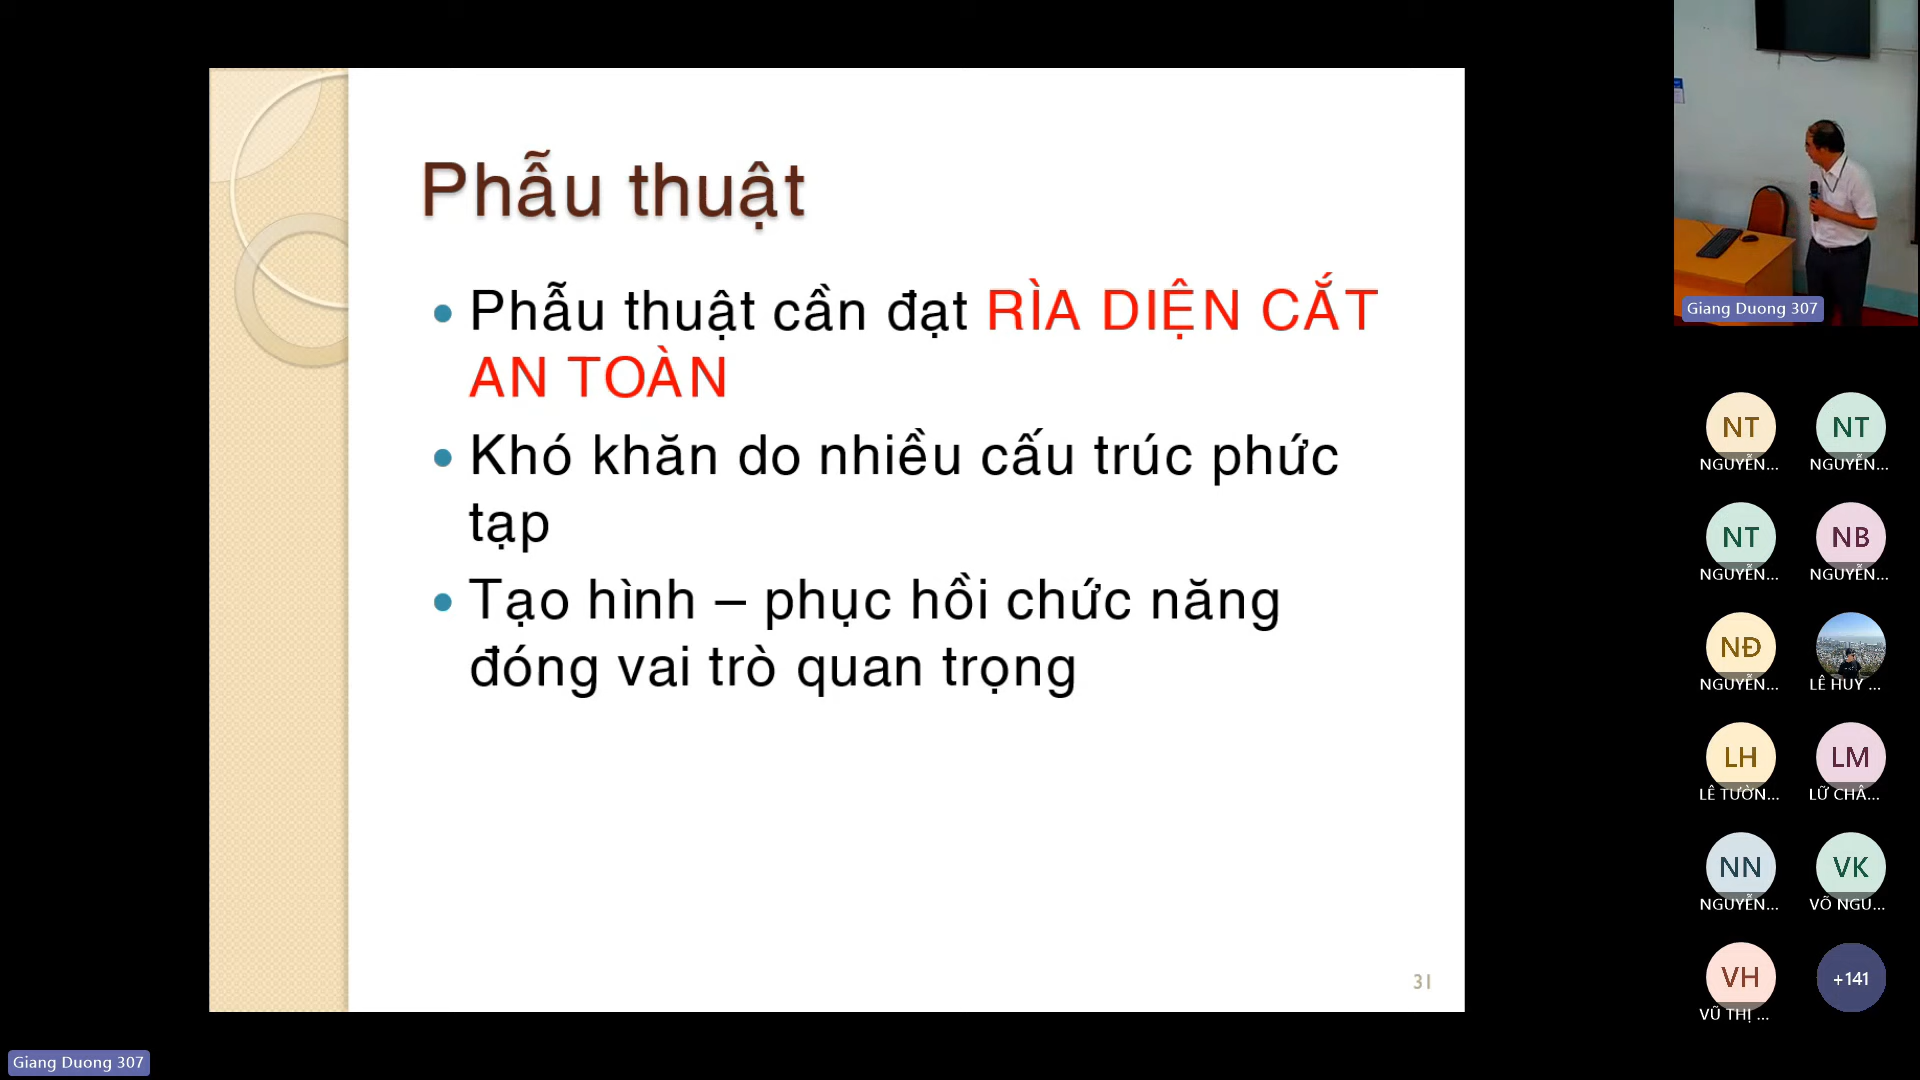 Phẫu thuật
Phẫu thuật cần đạt RÌA DIỆN CẮT
AN TOÀN
Khó khăn do nhiều cấu trúc phức
tạp
Tạo hình – phục hồi chức năng
đóng vai trò quan trọng
31
Giang Duong 307
Giang Duong 307
NT
NT
NGUYỄN...
NGUYỄN...
NT
NB
NGUYỄN...
NGUYỄN...
NĐ
NGUYỄN...
LÊ HUY ...
LH
LM
LÊ TƯỜN...
LỮ CHÂ...
NN
VK
NGUYỄN...
VÕ NGU...
VH
+141
VŨ THỊ ...